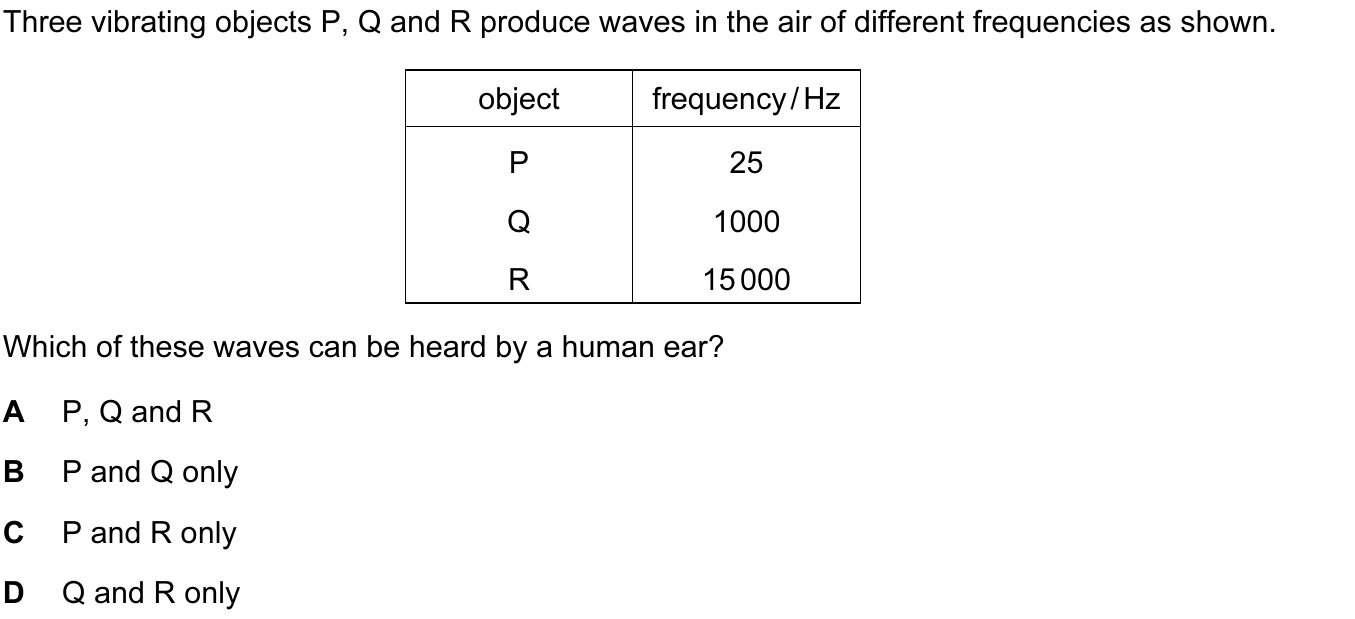 Three vibrating objects P, Q and R produce waves in the air of different frequencies as shown.
object frequency / Hz
P 25
Q 1000
R 15 000
Which of these waves can be heard by a human ear?
A P, Q and R
B P and Q only
C P and R only
D Q and R only